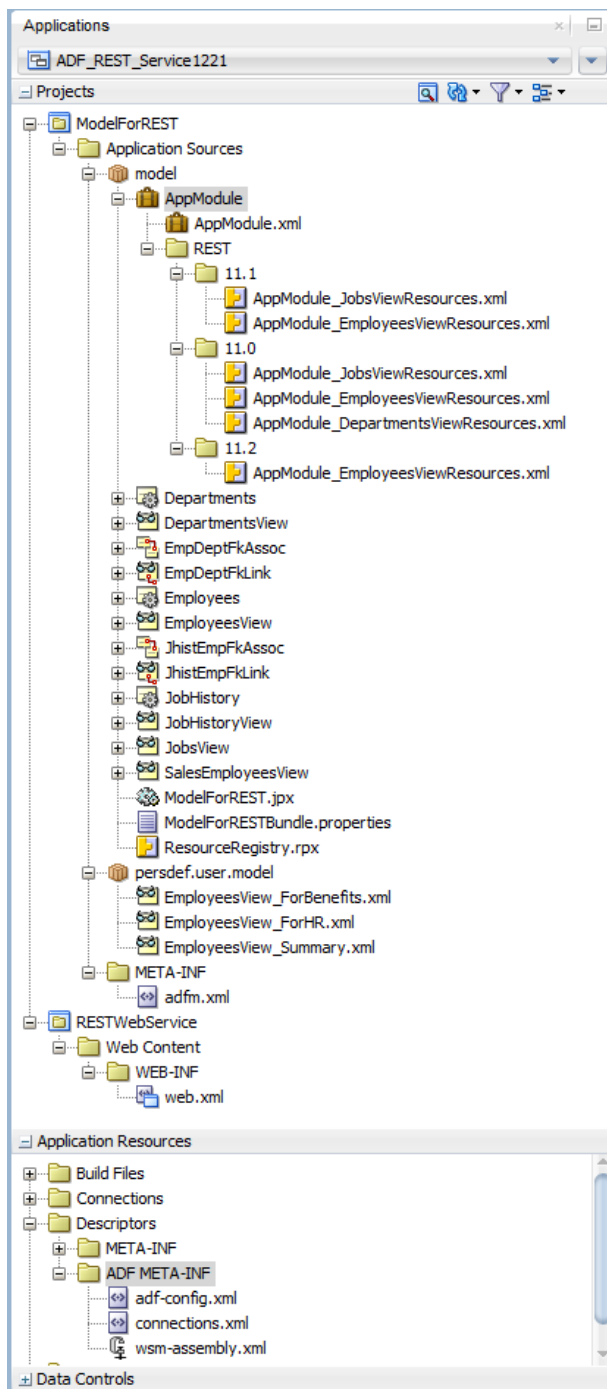 Applications
ADF_REST_Service1221
Projects
ModelForREST
Application Sources
model
AppModule
AppModule.xml
REST
11.1
AppModule_JobsViewResources.xml
AppModule_EmployeesViewResources.xml
11.0
AppModule_JobsViewResources.xml
AppModule_EmployeesViewResources.xml
AppModule_DepartmentsViewResources.xml
11.2
AppModule_EmployeesViewResources.xml
Departments
DepartmentsView
EmpDeptFkAssoc
EmpDeptFkLink
Employees
EmployeesView
JhistEmpFkAssoc
JhistEmpFkLink
JobHistory
JobHistoryView
JobsView
SalesEmployeesView
ModelForREST.jpx
ModelForRESTBundle.properties
ResourceRegistry.rpx
persdef.user.model
EmployeesView_ForBenefits.xml
EmployeesView_ForHR.xml
EmployeesView_Summary.xml
META-INF
adfm.xml
RESTWebService
Web Content
WEB-INF
web.xml
Application Resources
Build Files
Connections
Descriptors
META-INF
ADF META-INF
adf-config.xml
connections.xml
wsm-assembly.xml
Data Controls